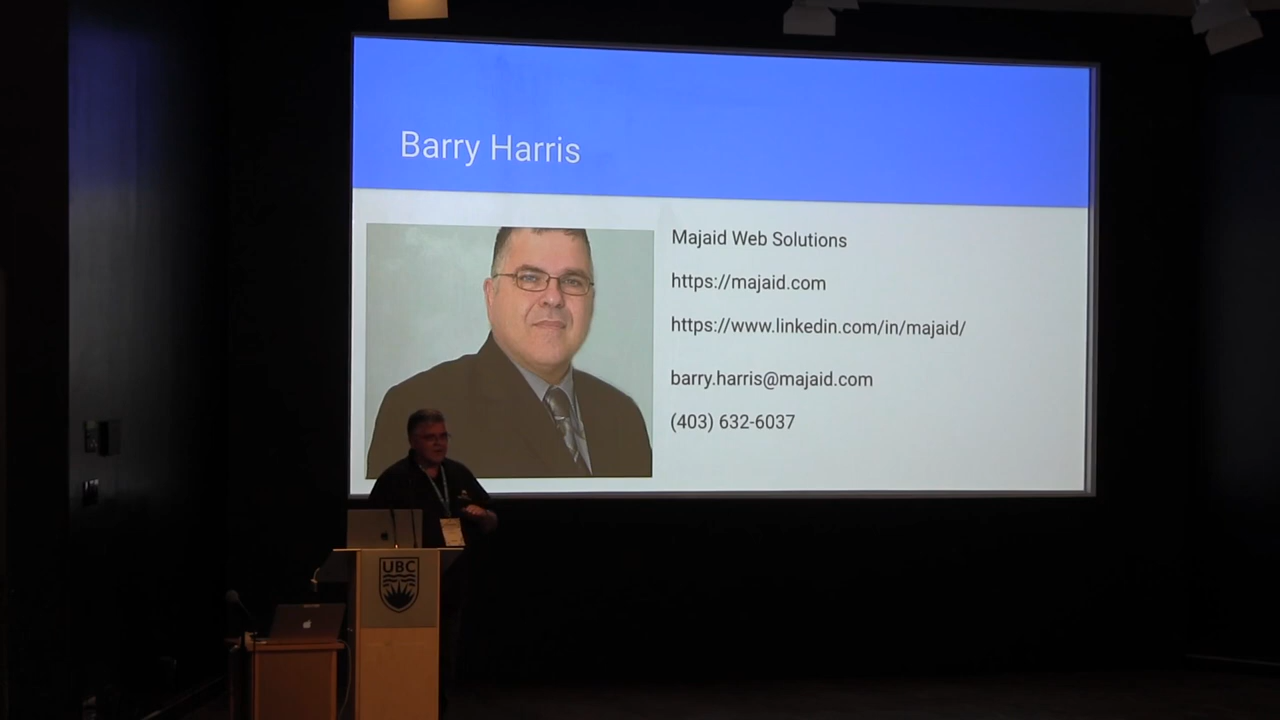 Barry Harris
Majaid Web Solutions
https://majaid.com
https://www.linkedin.com/in/majaid/
barry.harris@majaid.com
(403) 632-6037
UBC